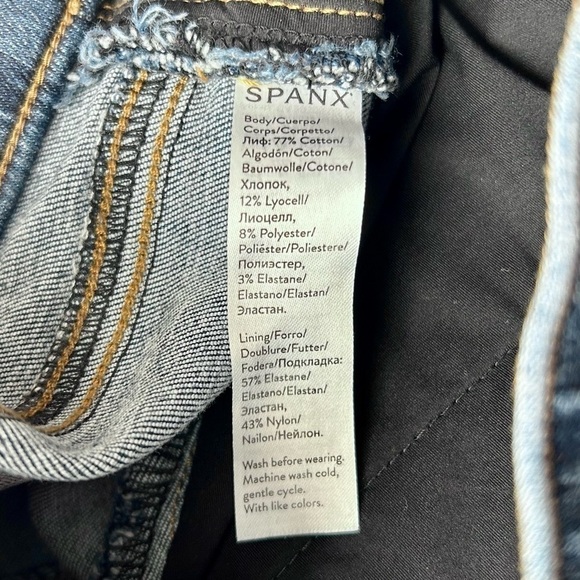 SPANX
Body/Cuerpo/
Corps/Corpetto/
Лиф: 77% Cotton/
Algodón/Coton/
Baumwolle/Cotone/
Хлопок,
12% Lyocell/
Лиоцелл,
8% Polyester/
Poliéster/Poliestere/
Полиэстер,
3% Elastane/
Elastano/Elastan/
Эластан.
Lining/Forro/
Doublure/Futter/
Fodera/Подкладка:
57% Elastane/
Elastano/Elastan/
Эластан,
43% Nylon/
Nailon/Нейлон.
Wash before wearing.
Machine wash cold,
gentle cycle.
With like colors.